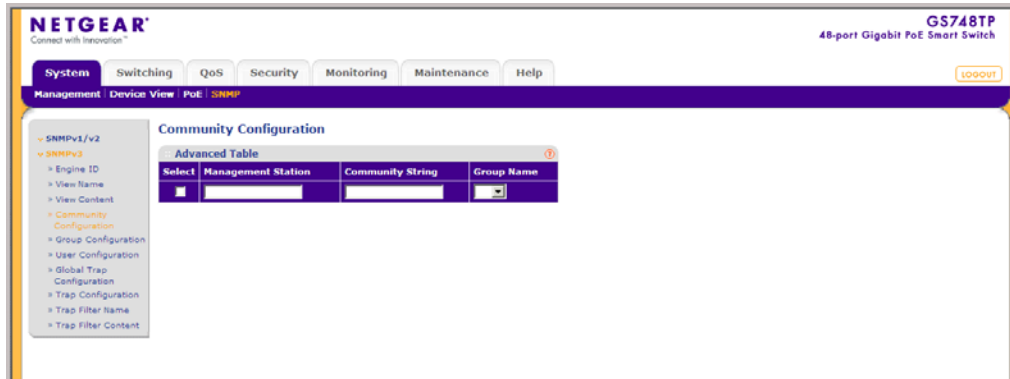 NETGEAR®
Connect with Innovation™
GS748TP
48-port Gigabit PoE Smart Switch
System Switching QoS Security Monitoring Maintenance Help
LOGOUT
Management Device View PoE SNMP
SNMPv1/v2
SNMPv3
» Engine ID
» View Name
» View Content
» Community
Configuration
» Group Configuration
» User Configuration
» Global Trap
Configuration
» Trap Configuration
» Trap Filter Name
» Trap Filter Content
Community Configuration
Advanced Table ?
Select Management Station Community String Group Name